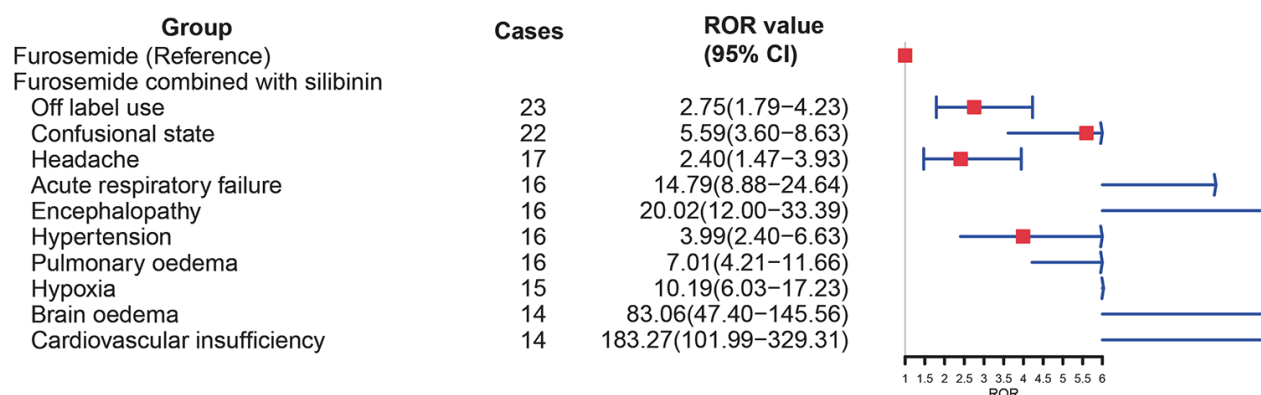 Group Cases ROR value
(95% CI)
Furosemide (Reference)
Furosemide combined with silibinin
Off label use 23 2.75(1.79−4.23)
Confusional state 22 5.59(3.60−8.63)
Headache 17 2.40(1.47−3.93)
Acute respiratory failure 16 14.79(8.88−24.64)
Encephalopathy 16 20.02(12.00−33.39)
Hypertension 16 3.99(2.40−6.63)
Pulmonary oedema 16 7.01(4.21−11.66)
Hypoxia 15 10.19(6.03−17.23)
Brain oedema 14 83.06(47.40−145.56)
Cardiovascular insufficiency 14 183.27(101.99−329.31)
1 1.5 2 2.5 3 3.5 4 4.5 5 5.5 6
ROR